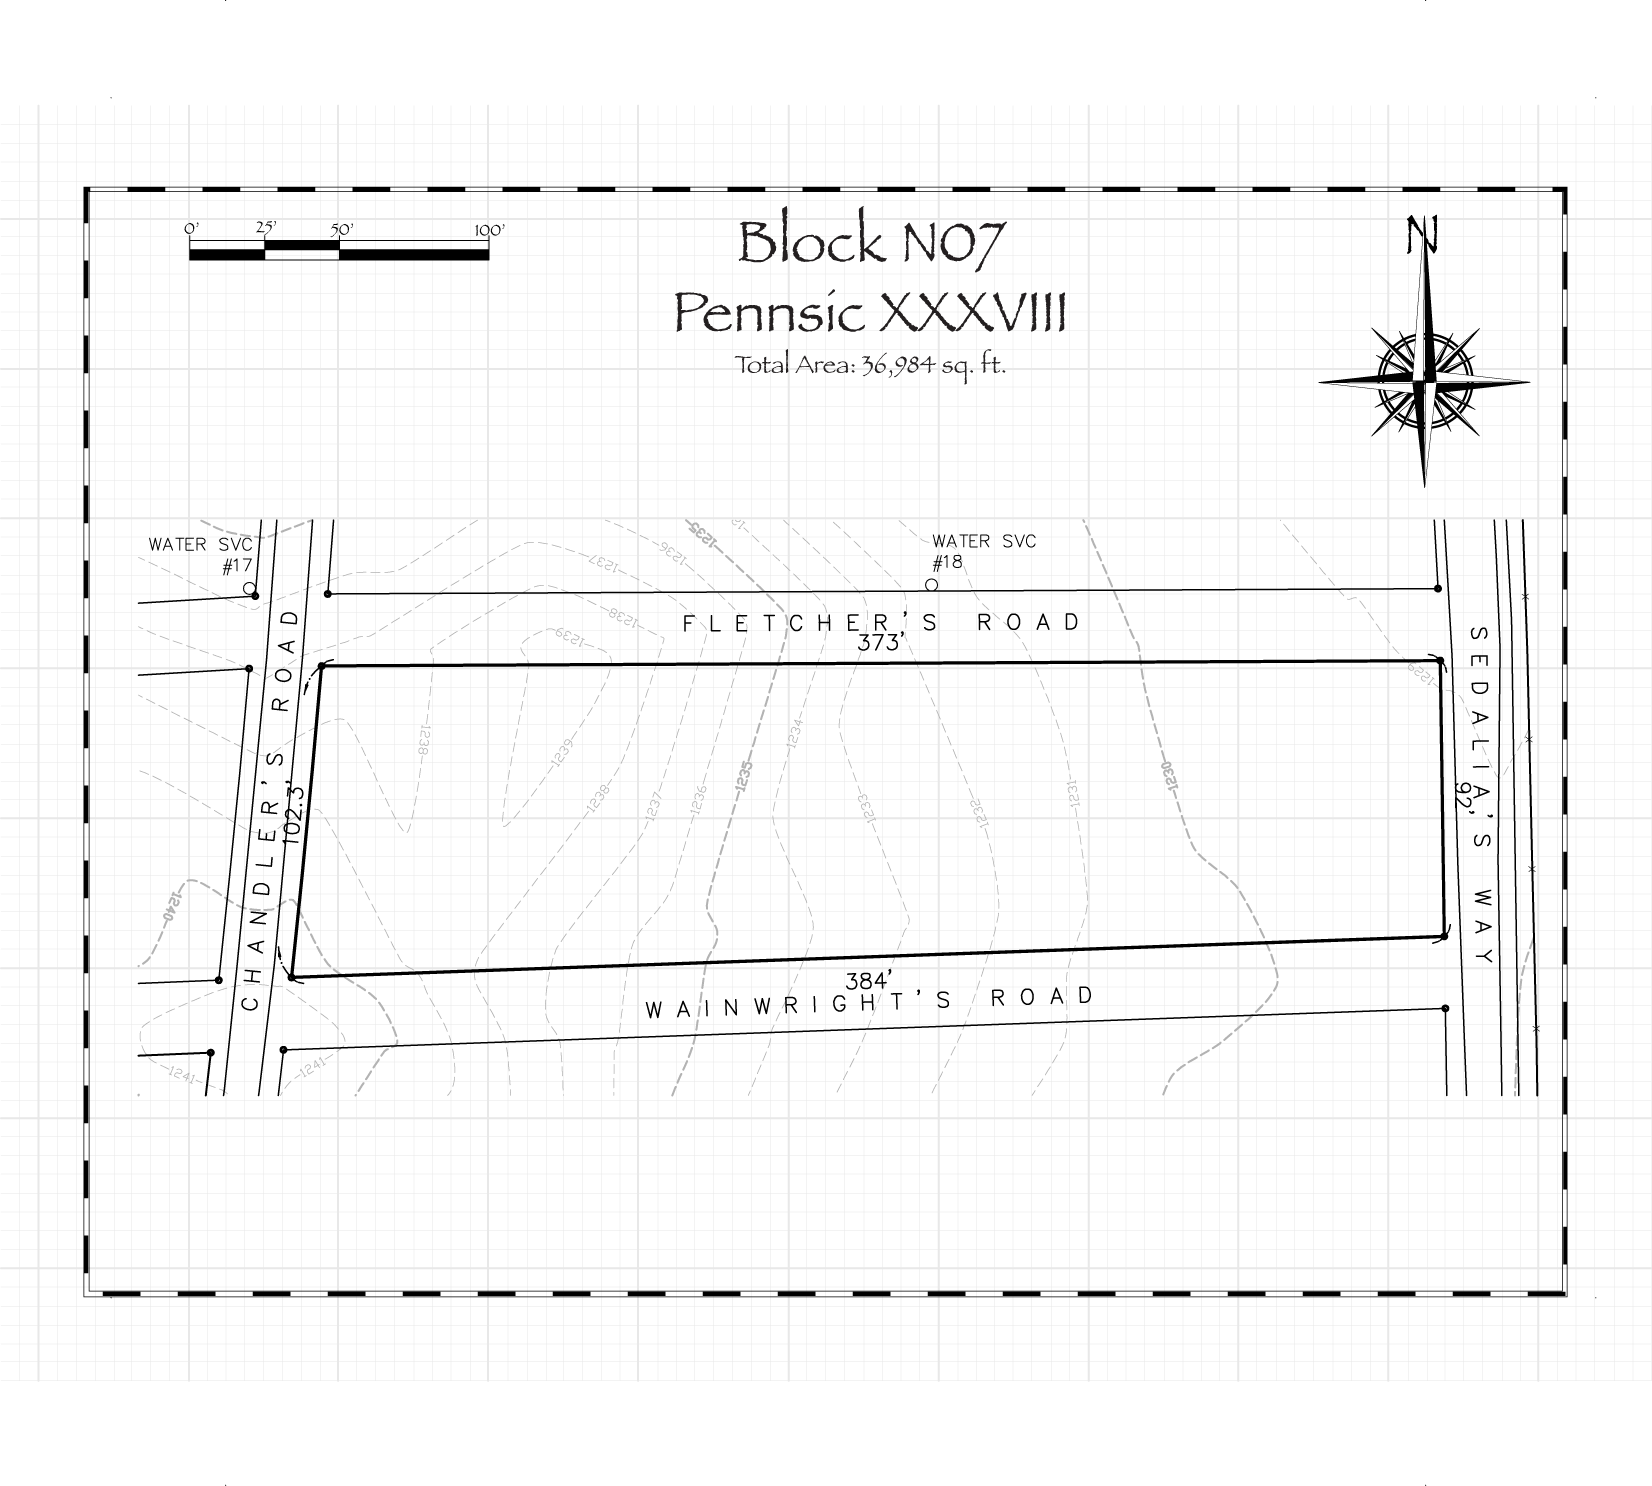 0' 25' 50' 100'
Block N07
Pennsic XXXVIII
Total Area: 36,984 sq. ft.
N
WATER SVC
#17
WATER SVC
#18
1235
1236
1237
1238
1239
FLETCHER'S ROAD
373'
1229
CHANDLER'S ROAD
102.3'
SEDALIA'S WAY
92'
1238
1239
1238
1237
1236
1235
1234
1233
1232
1231
1230
1240
384'
WAINWRIGHT'S ROAD
1241
1241